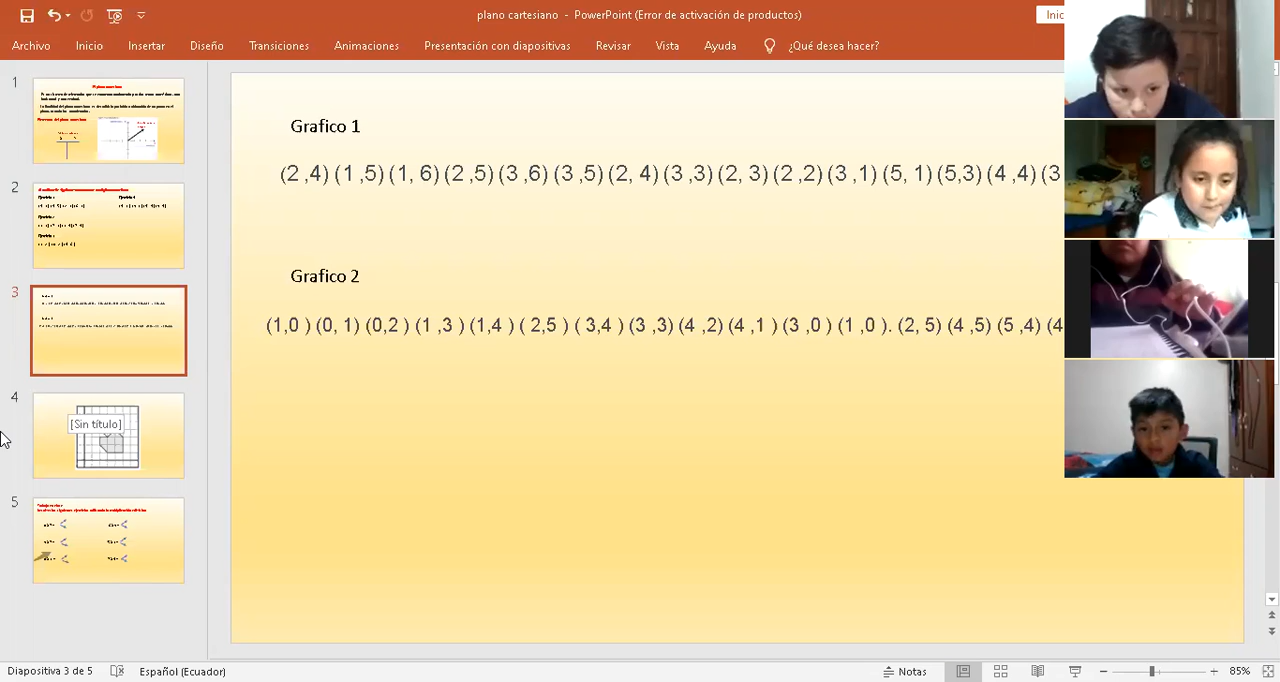 plano cartesiano - PowerPoint (Error de activación de productos)
Inic
Archivo Inicio Insertar Diseño Transiciones Animaciones Presentación con diapositivas Revisar Vista Ayuda ¿Qué desea hacer?
1
2
3
4
[Sin título]
5
Grafico 1
(2 ,4) (1 ,5) (1, 6) (2 ,5) (3 ,6) (3 ,5) (2, 4) (3 ,3) (2, 3) (2 ,2) (3 ,1) (5, 1) (5,3) (4 ,4) (3
Grafico 2
(1,0 ) (0, 1) (0,2 ) (1 ,3 ) (1,4 ) ( 2,5 ) ( 3,4 ) (3 ,3) (4 ,2) (4 ,1 ) (3 ,0 ) (1 ,0 ). (2, 5) (4 ,5) (5 ,4) (4
Diapositiva 3 de 5 Español (Ecuador) Notas 85%